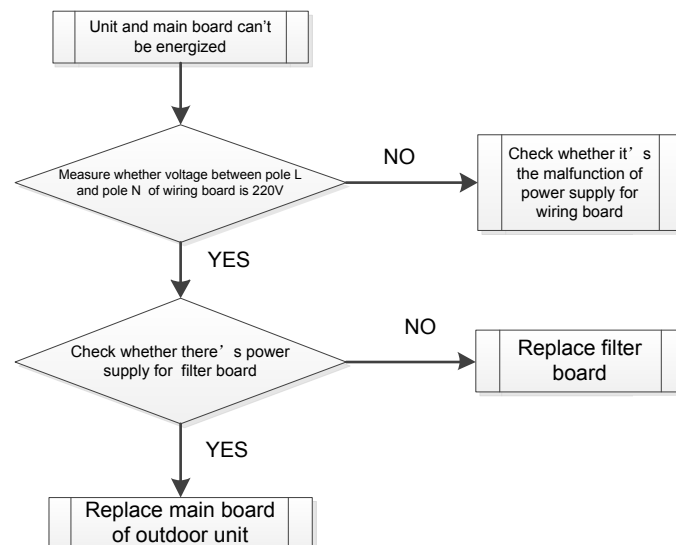 Unit and main board can't
be energized
Measure whether voltage between pole L
and pole N of wiring board is 220V
NO
Check whether it's
the malfunction of
power supply for
wiring board
YES
Check whether there's power
supply for filter board
NO
Replace filter
board
YES
Replace main board
of outdoor unit